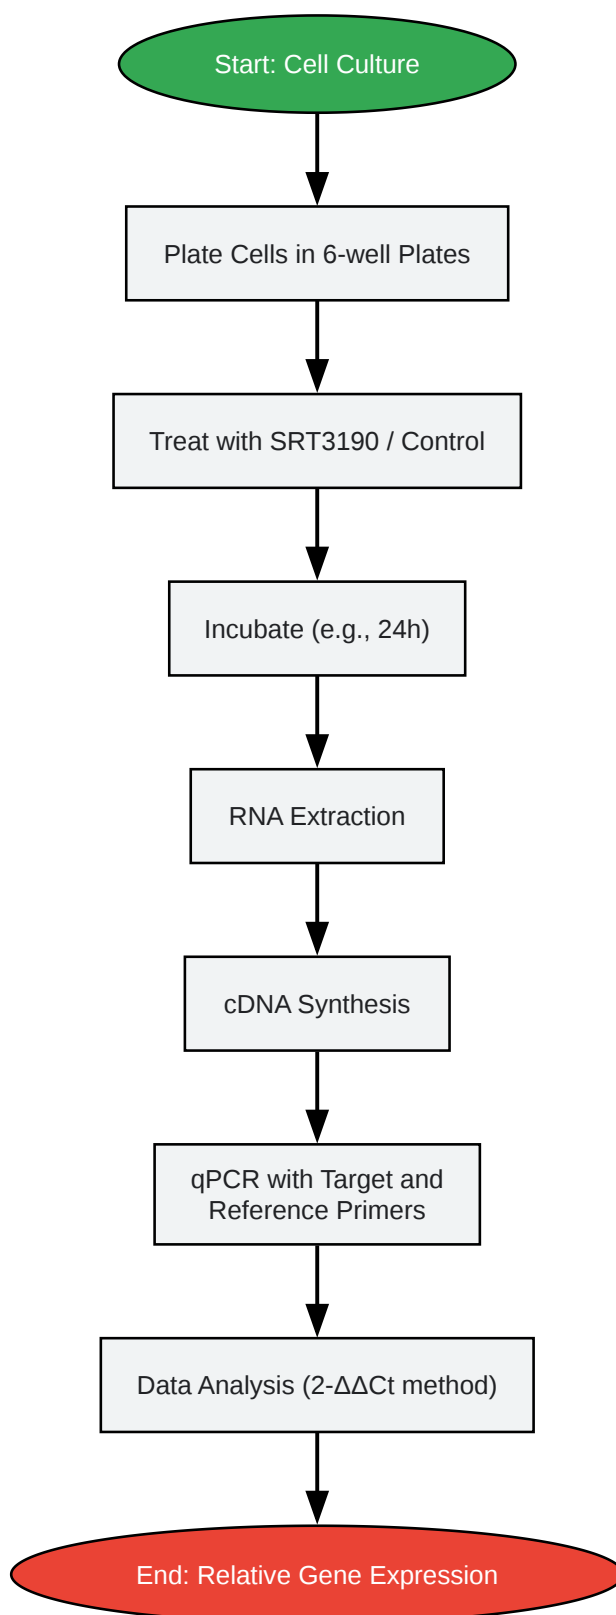 Start: Cell Culture
Plate Cells in 6-well Plates
Treat with SRT3190 / Control
Incubate (e.g., 24h)
RNA Extraction
cDNA Synthesis
qPCR with Target and
Reference Primers
Data Analysis (2-ΔΔCt method)
End: Relative Gene Expression